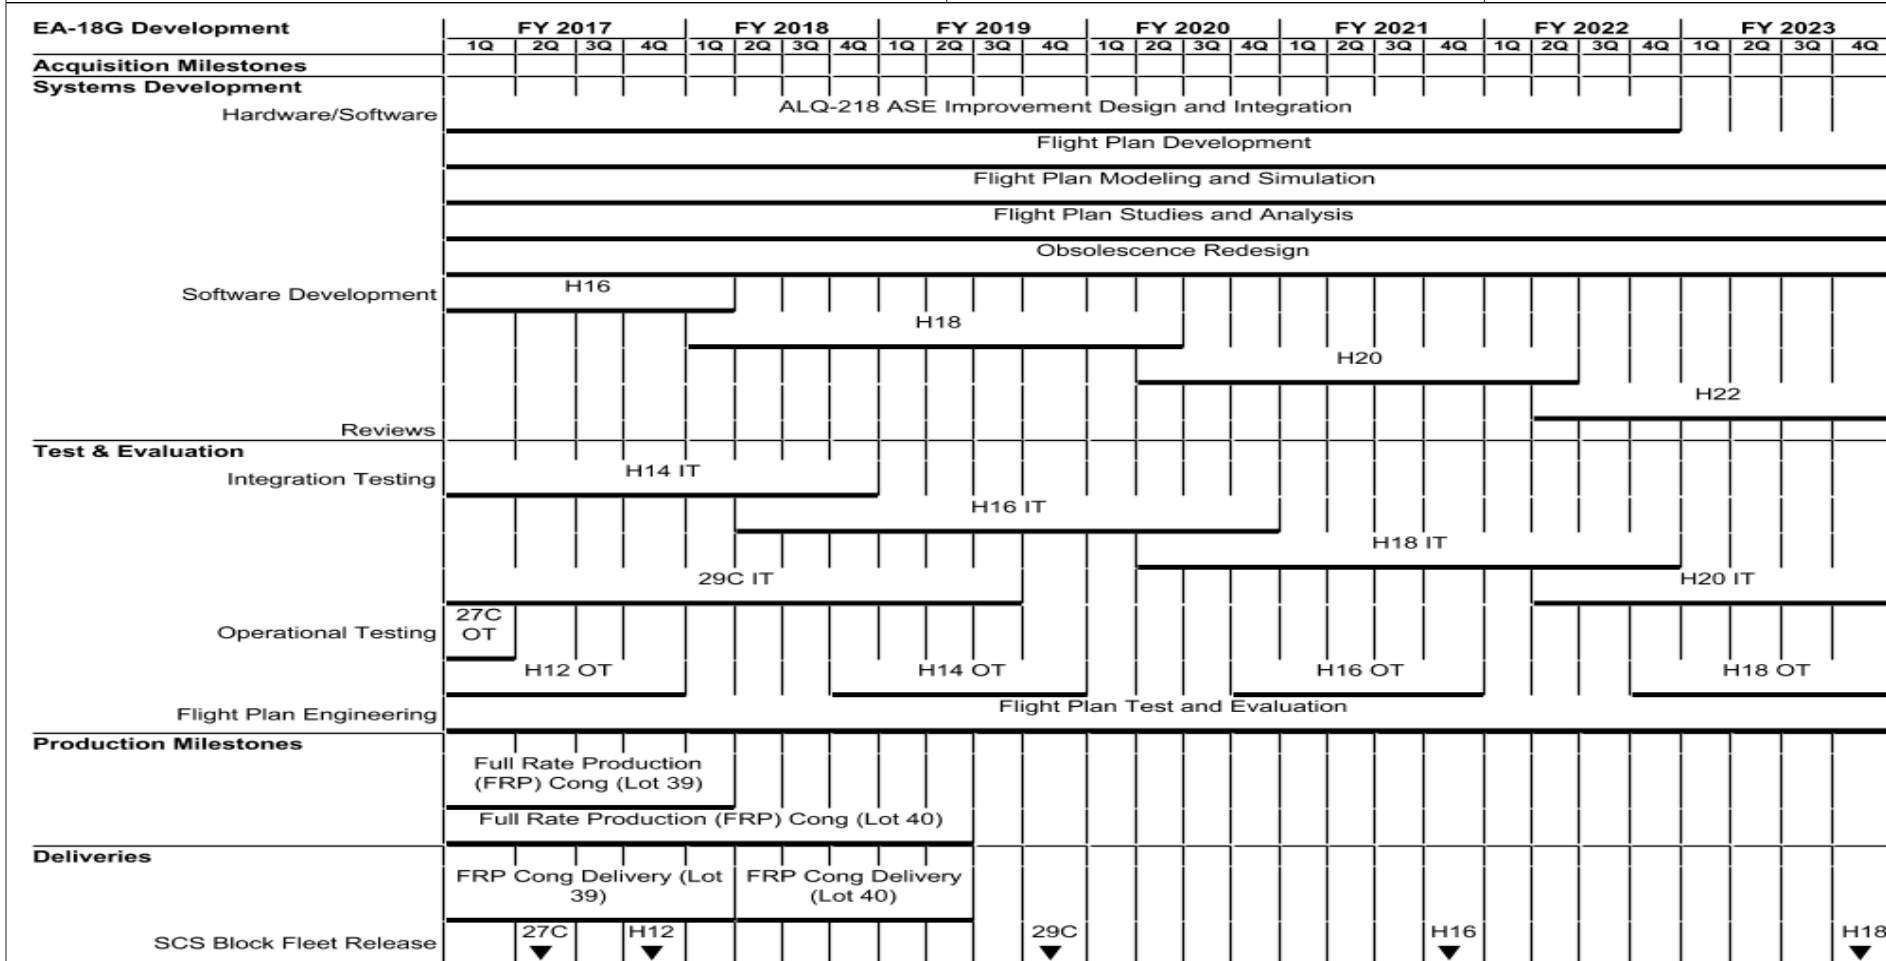 EA-18G Development FY 2017 FY 2018 FY 2019 FY 2020 FY 2021 FY 2022 FY 2023
1Q 2Q 3Q 4Q 1Q 2Q 3Q 4Q 1Q 2Q 3Q 4Q 1Q 2Q 3Q 4Q 1Q 2Q 3Q 4Q 1Q 2Q 3Q 4Q 1Q 2Q 3Q 4Q
Acquisition Milestones
Systems Development
Hardware/Software ALQ-218 ASE Improvement Design and Integration
Flight Plan Development
Flight Plan Modeling and Simulation
Flight Plan Studies and Analysis
Obsolescence Redesign
Software Development H16
H18
H20
H22
Reviews
Test & Evaluation
Integration Testing H14 IT
H16 IT
H18 IT
29C IT H20 IT
Operational Testing 27C
OT
H12 OT H14 OT H16 OT H18 OT
Flight Plan Engineering Flight Plan Test and Evaluation
Production Milestones
Full Rate Production
(FRP) Cong (Lot 39)
Full Rate Production (FRP) Cong (Lot 40)
Deliveries
FRP Cong Delivery (Lot
39)
FRP Cong Delivery
(Lot 40)
SCS Block Fleet Release 27C H12 29C H16 H18